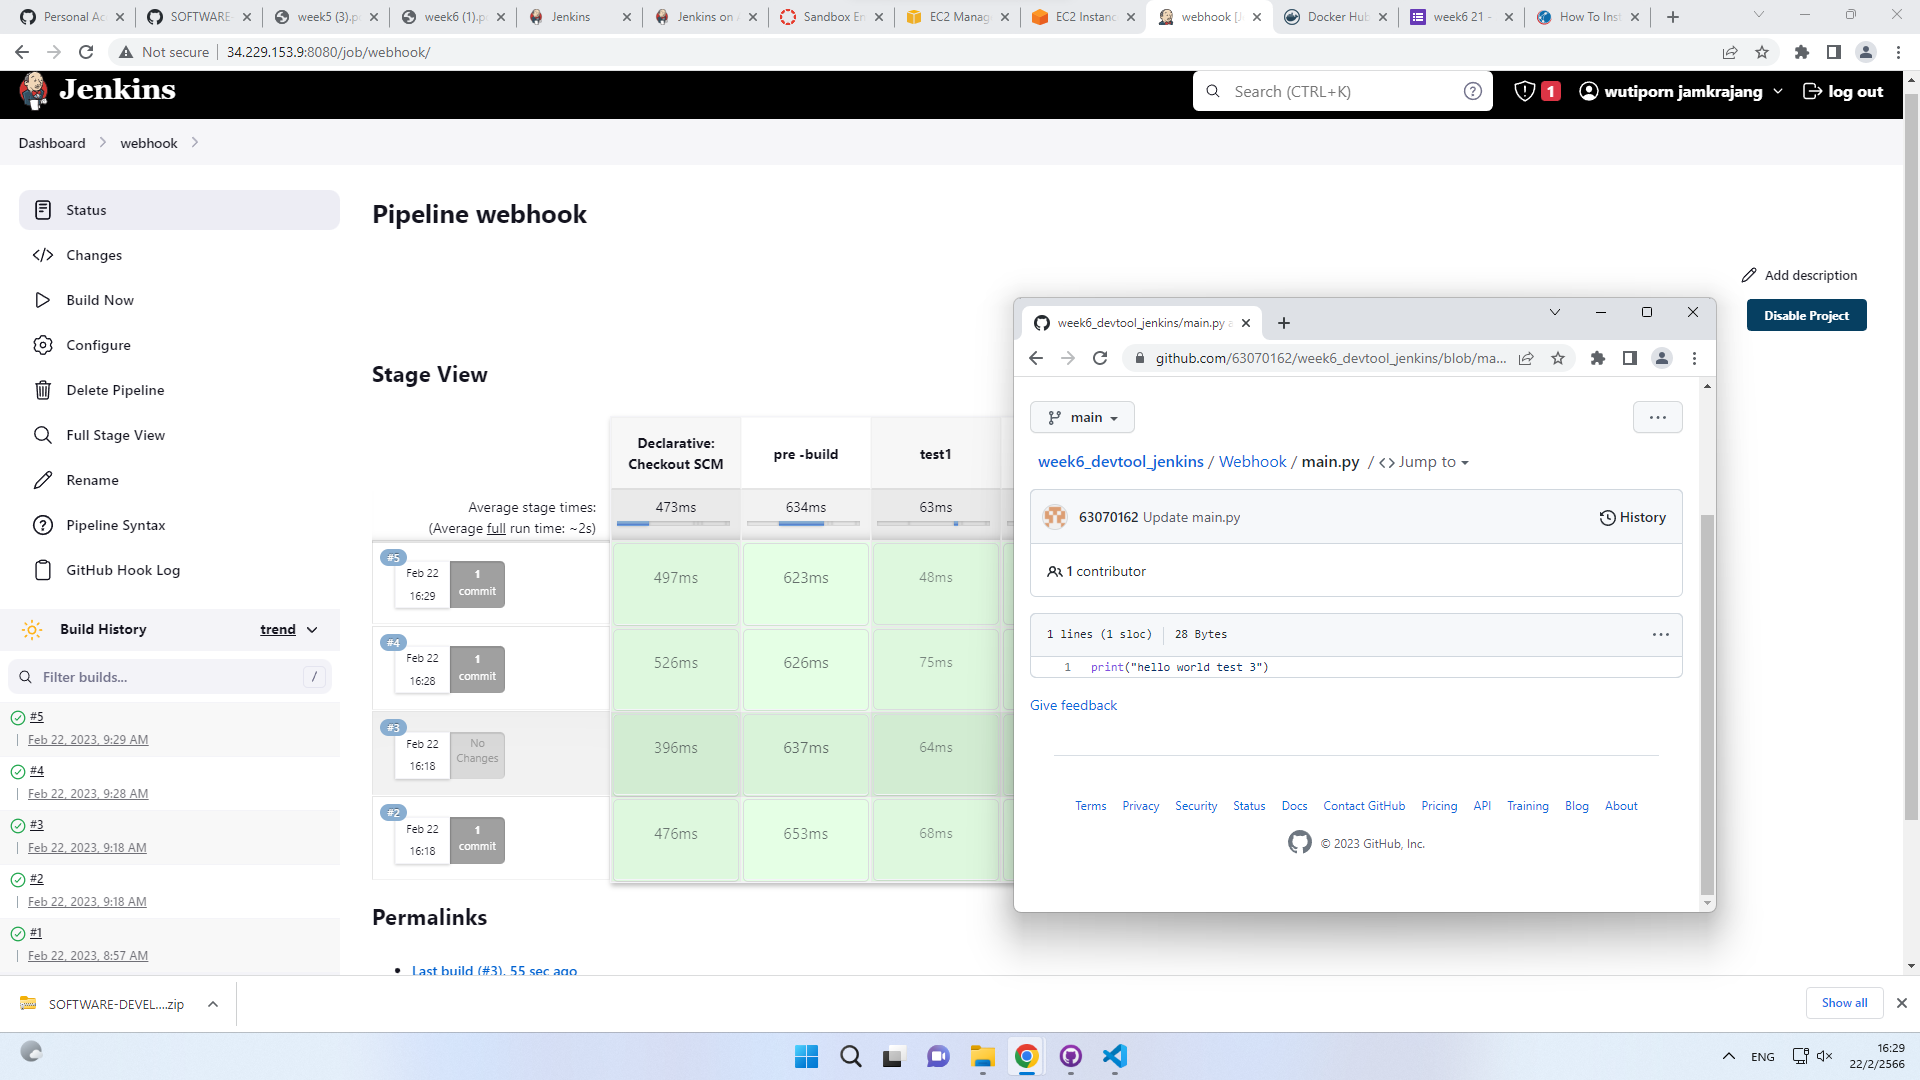 Personal Ac
SOFTWARE-
week5 (3).p
week6 (1).p
Jenkins
Jenkins on A
Sandbox En
EC2 Manag
EC2 Instanc
webhook [J
Docker Hub
week6 21 -
How To Inst
Not secure
34.229.153.9:8080/job/webhook/
Jenkins
Search (CTRL+K)
1
wutiporn jamkrajang
log out
Dashboard
webhook
Status
Changes
Build Now
Configure
Delete Pipeline
Full Stage View
Rename
Pipeline Syntax
GitHub Hook Log
Build History
trend
Filter builds...
/
#5
Feb 22, 2023, 9:29 AM
#4
Feb 22, 2023, 9:28 AM
#3
Feb 22, 2023, 9:18 AM
#2
Feb 22, 2023, 9:18 AM
#1
Feb 22, 2023, 8:57 AM
Pipeline webhook
Add description
Disable Project
Stage View
Declarative:
Checkout SCM
pre -build
test1
Average stage times:
(Average full run time: ~2s)
473ms
634ms
63ms
#5
Feb 22
16:29
1
commit
497ms
623ms
48ms
#4
Feb 22
16:28
1
commit
526ms
626ms
75ms
#3
Feb 22
16:18
No
Changes
396ms
637ms
64ms
#2
Feb 22
16:18
1
commit
476ms
653ms
68ms
Permalinks
Last build (#3), 55 sec ago
week6_devtool_jenkins/main.py a
github.com/63070162/week6_devtool_jenkins/blob/ma...
main
week6_devtool_jenkins / Webhook / main.py / <> Jump to
63070162 Update main.py
History
1 contributor
1 lines (1 sloc)
28 Bytes
1 print("hello world test 3")
Give feedback
Terms Privacy Security Status Docs Contact GitHub Pricing API Training Blog About
© 2023 GitHub, Inc.
SOFTWARE-DEVEL....zip
Show all
ENG
16:29
22/2/2566